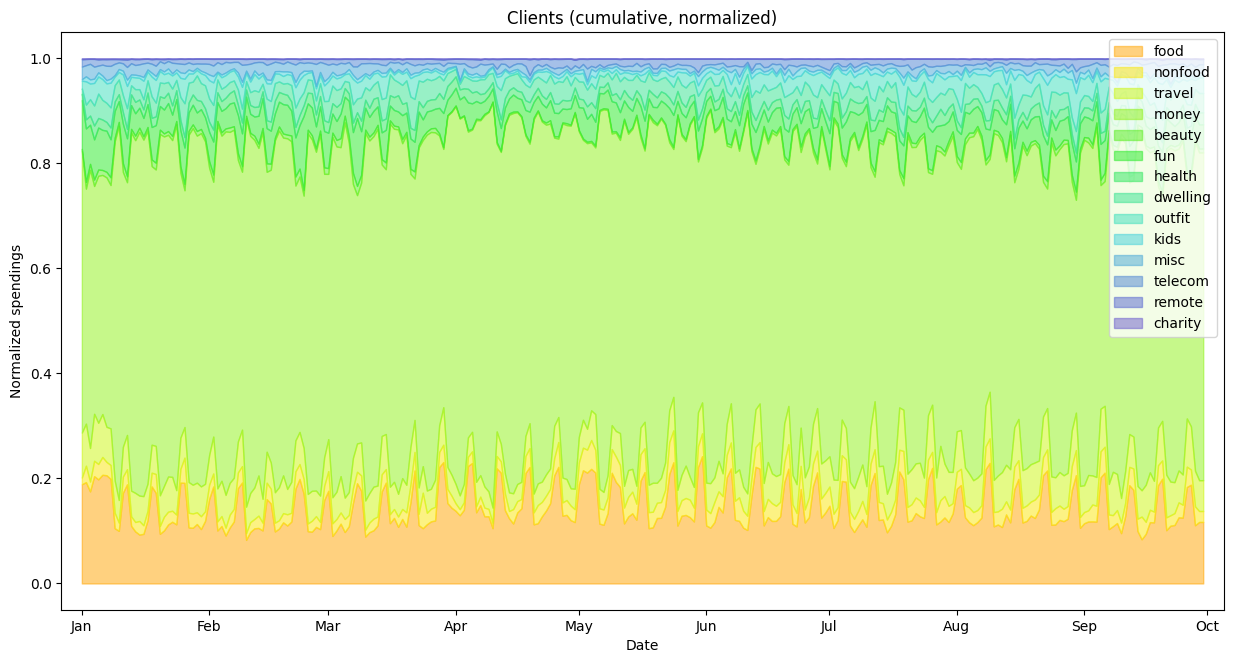 Clients (cumulative, normalized)
food
nonfood
travel
money
beauty
fun
health
dwelling
outfit
kids
misc
telecom
remote
charity
Normalized spendings
1.0
0.8
0.6
0.4
0.2
0.0
Jan Feb Mar Apr May Jun Jul Aug Sep Oct
Date